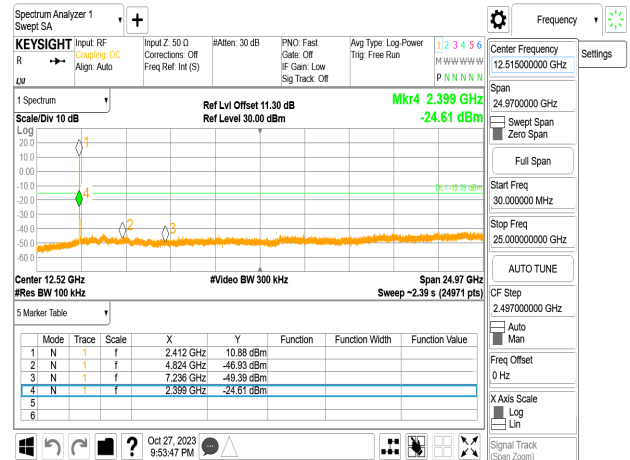 Spectrum Analyzer 1
Swept SA
Frequency
KEYSIGHT
R
Input: RF
Coupling: DC
Align: Auto
Input Z: 50 Ω
Corrections: Off
Freq Ref: Int (S)
#Atten: 30 dB
PNO: Fast
Gate: Off
IF Gain: Low
Sig Track: Off
Avg Type: Log-Power
Trig: Free Run
1 2 3 4 5 6
M W W W W W
P N N N N N
1 Spectrum
Scale/Div 10 dB
Ref Lvl Offset 11.30 dB
Ref Level 30.00 dBm
Mkr4 2.399 GHz
-24.61 dBm
Log
20.0
10.0
0.00
-10.0
-20.0
-30.0
-40.0
-50.0
-60.0
1
4
2
3
DL1 -15.39 dBm
Center 12.52 GHz
#Res BW 100 kHz
#Video BW 300 kHz
Span 24.97 GHz
Sweep ~2.39 s (24971 pts)
5 Marker Table
Mode Trace Scale X Y Function Function Width Function Value
1 N 1 f 2.412 GHz 10.88 dBm
2 N 1 f 4.824 GHz -46.93 dBm
3 N 1 f 7.236 GHz -49.39 dBm
4 N 1 f 2.399 GHz -24.61 dBm
5
6
?
Oct 27, 2023
9:53:47 PM
Center Frequency
12.515000000 GHz
Settings
Span
24.9700000 GHz
Swept Span
Zero Span
Full Span
Start Freq
30.000000 MHz
Stop Freq
25.000000000 GHz
AUTO TUNE
CF Step
2.497000000 GHz
Auto
Man
Freq Offset
0 Hz
X Axis Scale
Log
Lin
Signal Track
(Span Zoom)